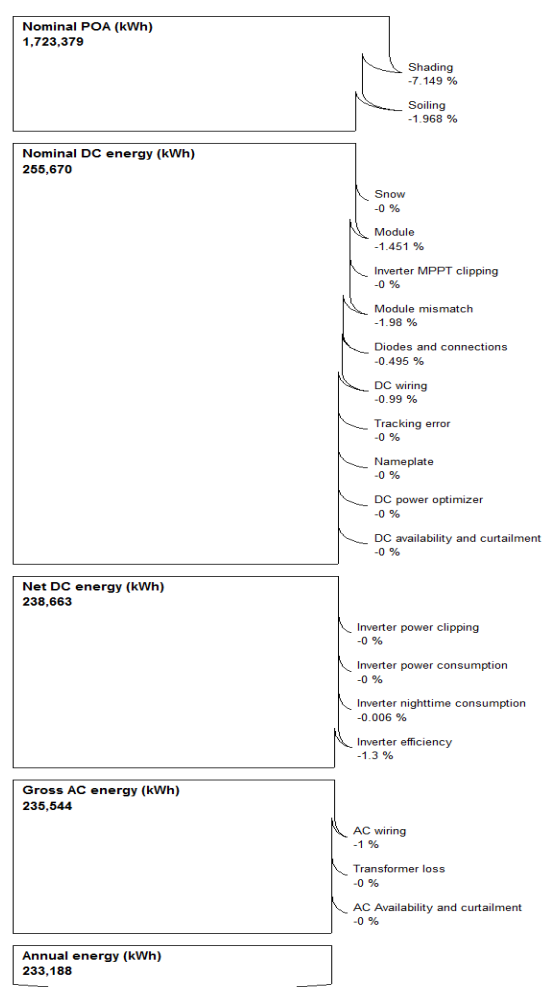 Nominal POA (kWh)
1,723,379
Shading
-7.149 %
Soiling
-1.968 %
Nominal DC energy (kWh)
255,670
Snow
-0 %
Module
-1.451 %
Inverter MPPT clipping
-0 %
Module mismatch
-1.98 %
Diodes and connections
-0.495 %
DC wiring
-0.99 %
Tracking error
-0 %
Nameplate
-0 %
DC power optimizer
-0 %
DC availability and curtailment
-0 %
Net DC energy (kWh)
238,663
Inverter power clipping
-0 %
Inverter power consumption
-0 %
Inverter nighttime consumption
-0.006 %
Inverter efficiency
-1.3 %
Gross AC energy (kWh)
235,544
AC wiring
-1 %
Transformer loss
-0 %
AC Availability and curtailment
-0 %
Annual energy (kWh)
233,188